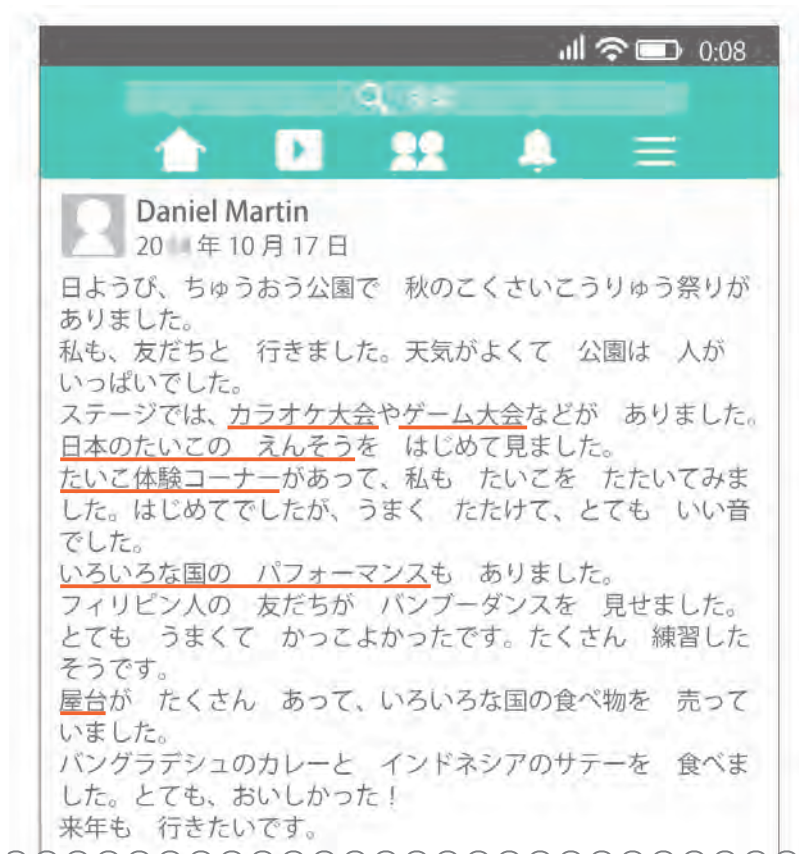 0:08
Daniel Martin
20 年 10 月 17 日
日ようび、ちゅうおう公園で　秋のこくさいこうりゅう祭りが
ありました。
私も、友だちと　行きました。天気がよくて　公園は　人が
いっぱいでした。
ステージでは、カラオケ大会やゲーム大会などが　ありました。
日本のたいこの　えんそうを　はじめて見ました。
たいこ体験コーナーがあって、私も　たいこを　たたいてみま
した。はじめてでしたが、うまく　たたけて、とても　いい音
でした。
いろいろな国の　パフォーマンスも　ありました。
フィリピン人の　友だちが　バンブーダンスを　見せました。
とても　うまくて　かっこよかったです。たくさん　練習した
そうです。
屋台が　たくさん　あって、いろいろな国の食べ物を　売って
いました。
バングラデシュのカレーと　インドネシアのサテーを　食べま
した。とても、おいしかった！
来年も　行きたいです。